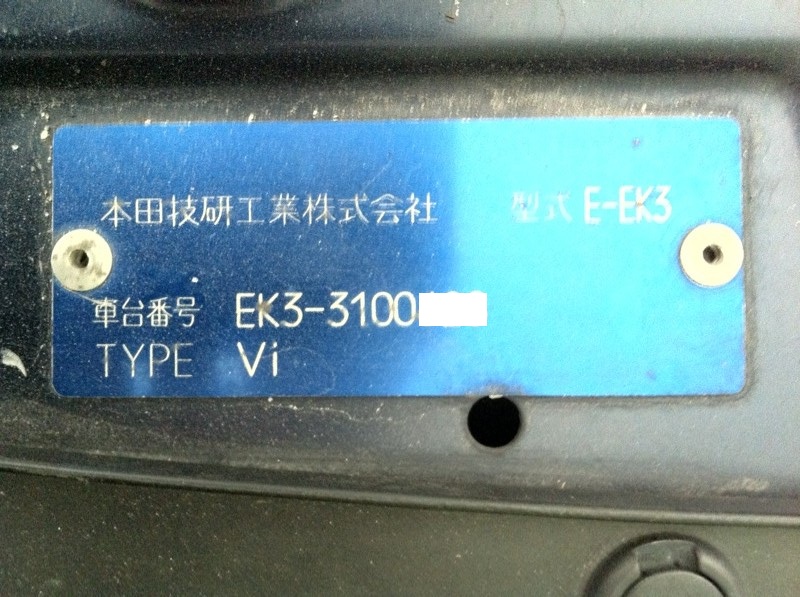 本田技研工業株式会社 型式 E-EK3
車台番号 EK3-3100
TYPE Vi